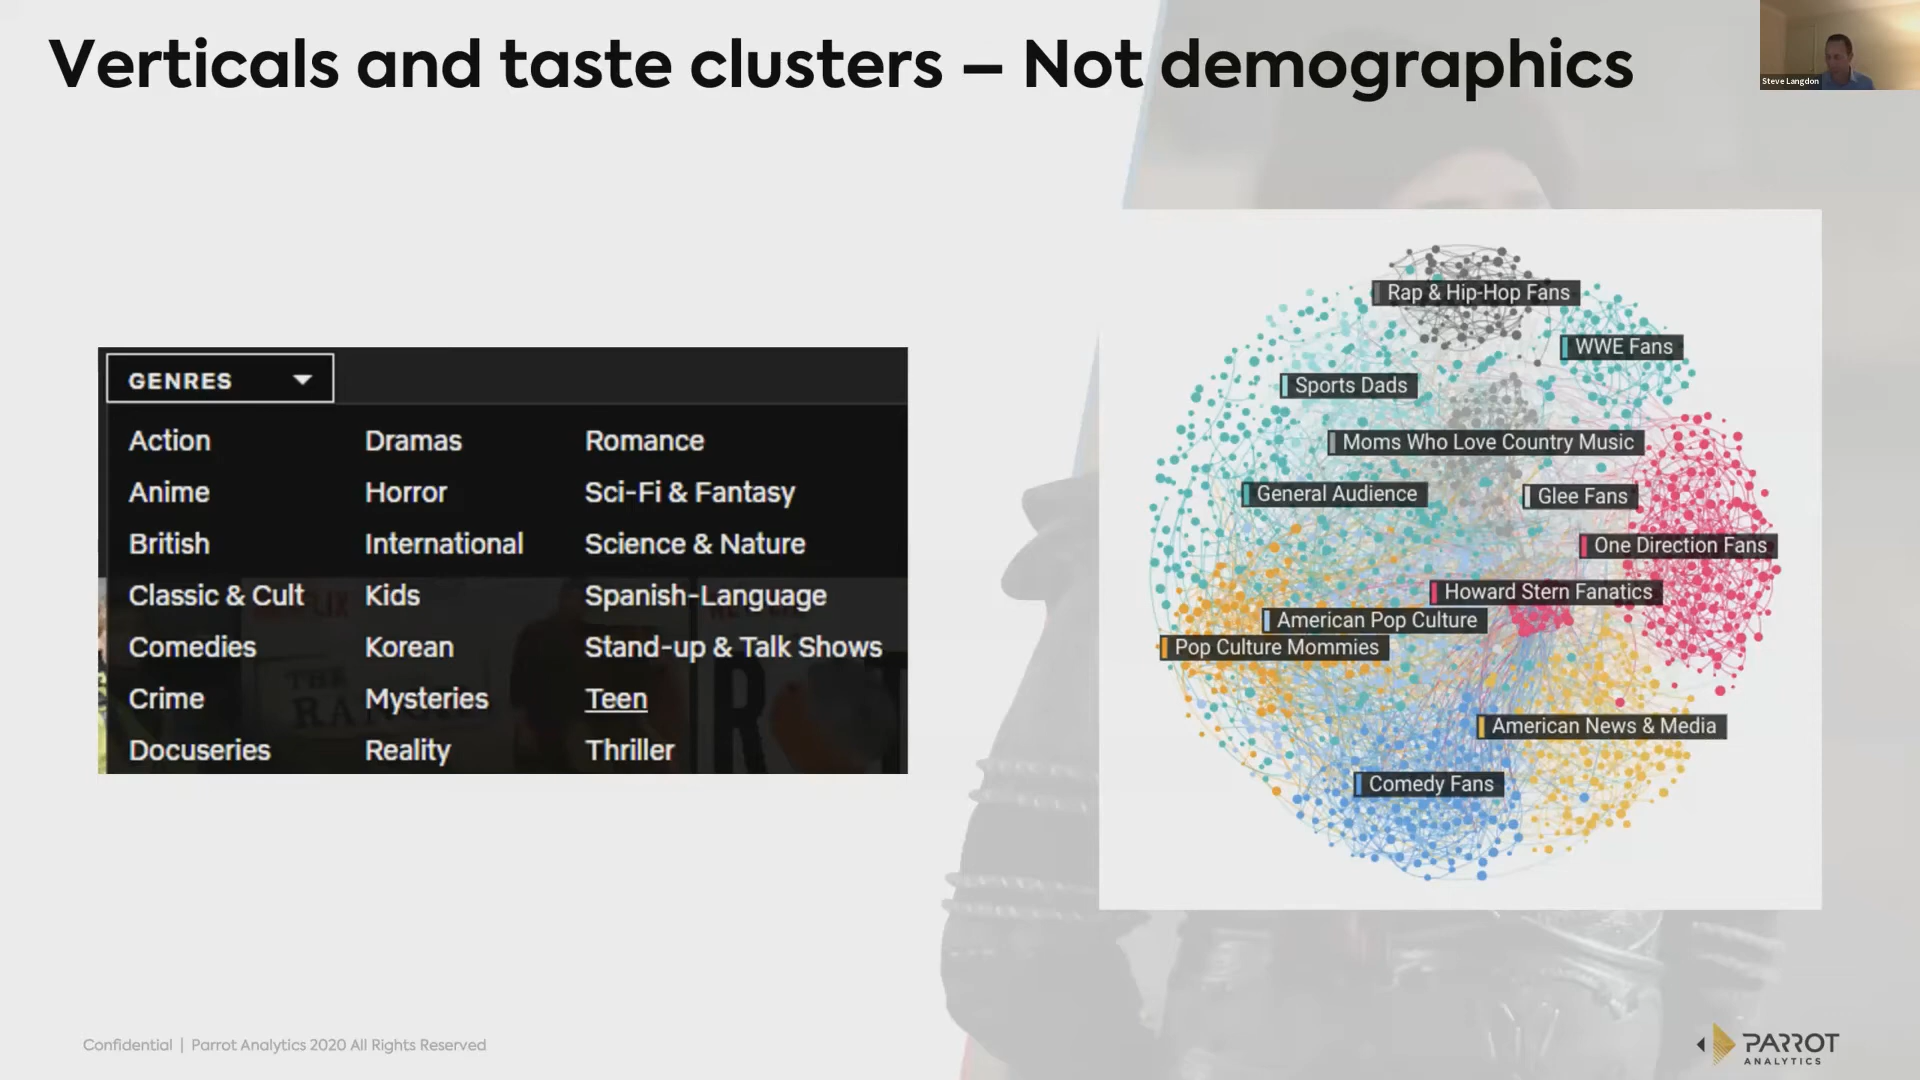 Verticals and taste clusters – Not demographics
Steve Langdon
GENRES
Action Dramas Romance
Anime Horror Sci-Fi & Fantasy
British International Science & Nature
Classic & Cult Kids Spanish-Language
Comedies Korean Stand-up & Talk Shows
Crime Mysteries Teen
Docuseries Reality Thriller
Rap & Hip-Hop Fans
WWE Fans
Sports Dads
Moms Who Love Country Music
General Audience
Glee Fans
One Direction Fans
Howard Stern Fanatics
American Pop Culture
Pop Culture Mommies
American News & Media
Comedy Fans
Confidential | Parrot Analytics 2020 All Rights Reserved
PARROT
ANALYTICS